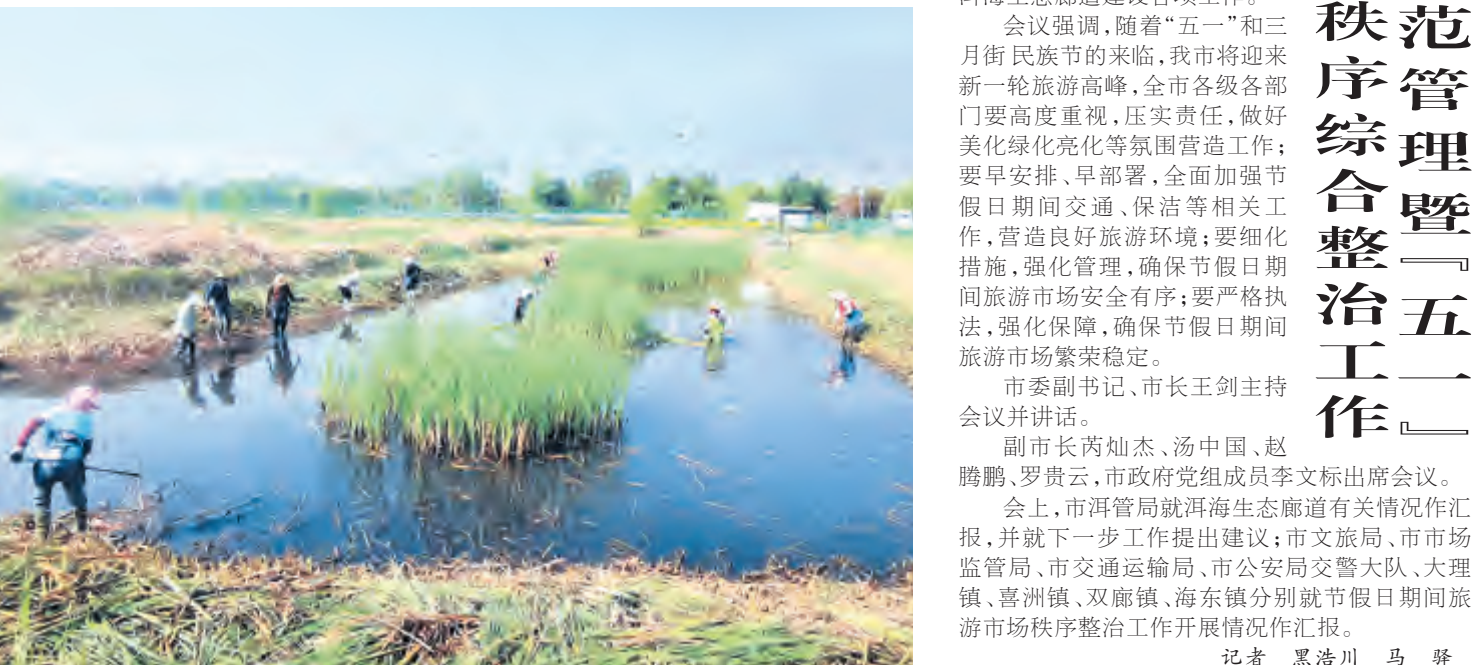 范管理暨『五一』
秩序综合整治工作
会议强调，随着“五一”和三
月街民族节的来临，我市将迎来
新一轮旅游高峰，全市各级各部
门要高度重视，压实责任，做好
美化绿化亮化等氛围营造工作；
要早安排、早部署，全面加强节
假日期间交通、保洁等相关工
作，营造良好旅游环境；要细化
措施，强化管理，确保节假日期
间旅游市场安全有序；要严格执
法，强化保障，确保节假日期间
旅游市场繁荣稳定。
市委副书记、市长王剑主持
会议并讲话。
副市长芮灿杰、汤中国、赵
腾鹏、罗贵云，市政府党组成员李文标出席会议。
会上，市洱管局就洱海生态廊道有关情况作汇
报，并就下一步工作提出建议；市文旅局、市市场
监管局、市交通运输局、市公安局交警大队、大理
镇、喜洲镇、双廊镇、海东镇分别就节假日期间旅
游市场秩序整治工作开展情况作汇报。
记者 黑浩川 马 驿